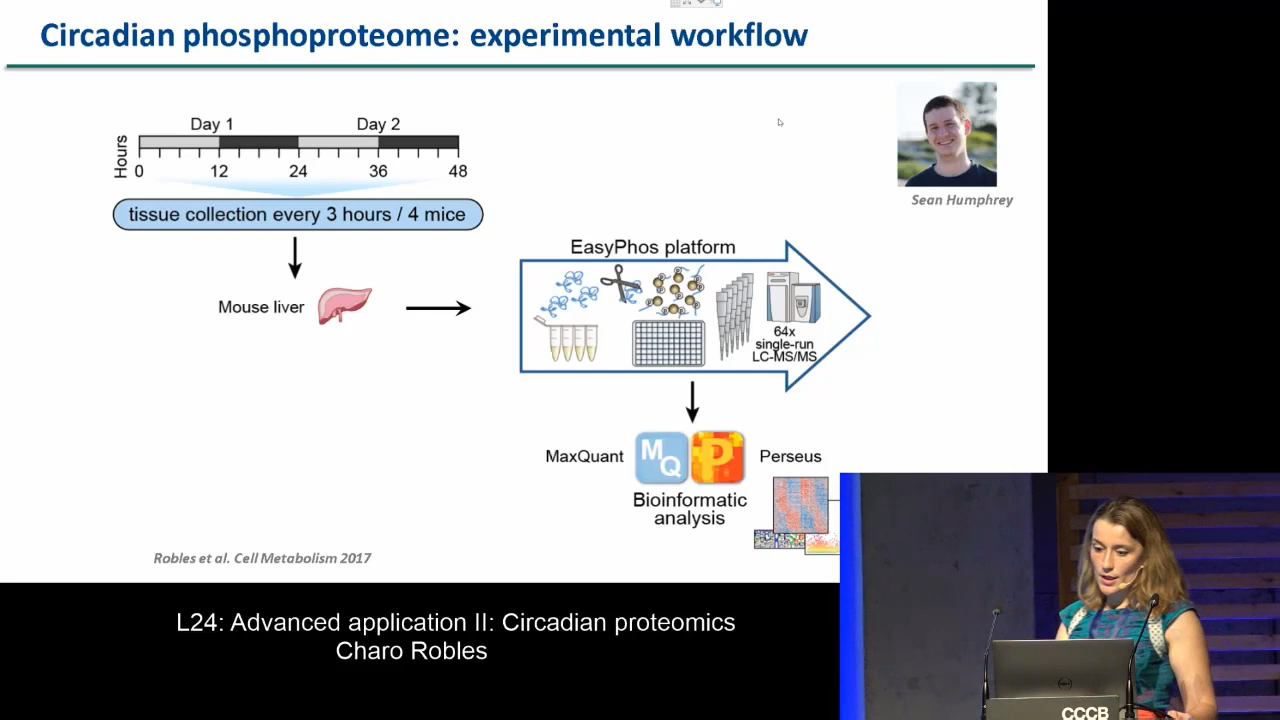 Circadian phosphoproteome: experimental workflow
Day 1
Day 2
Hours
0 12 24 36 48
tissue collection every 3 hours / 4 mice
Sean Humphrey
EasyPhos platform
Mouse liver
64x
single-run
LC-MS/MS
MaxQuant
MQ
P
Perseus
Bioinformatic
analysis
Robles et al. Cell Metabolism 2017
L24: Advanced application II: Circadian proteomics
Charo Robles
DELL
CCCB